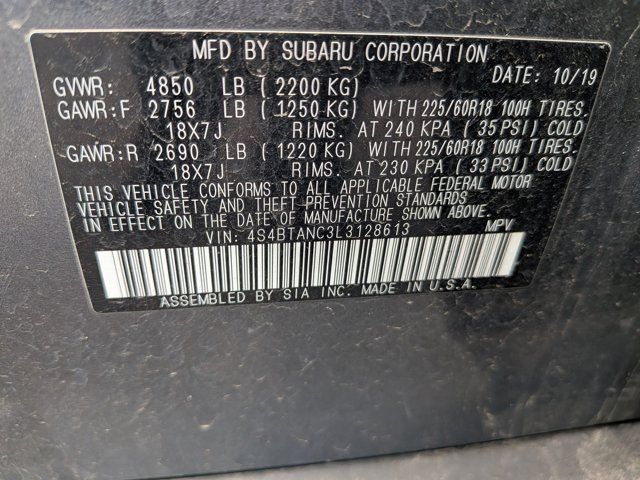 MFD BY SUBARU CORPORATION
DATE: 10/19
GVWR: 4850 LB ( 2200 KG)
GAWR:F 2756 LB ( 1250 KG) WITH 225/60R18 100H TIRES.
18X7J RIMS. AT 240 KPA ( 35 PSI) COLD
GAWR:R 2690 LB ( 1220 KG) WITH 225/60R18 100H TIRES.
18X7J RIMS. AT 230 KPA ( 33 PSI) COLD
THIS VEHICLE CONFORMS TO ALL APPLICABLE FEDERAL MOTOR
VEHICLE SAFETY AND THEFT PREVENTION STANDARDS
IN EFFECT ON THE DATE OF MANUFACTURE SHOWN ABOVE.
VIN: 4S4BTANC3L3128613 MPV
ASSEMBLED BY SIA INC. MADE IN U.S.A.